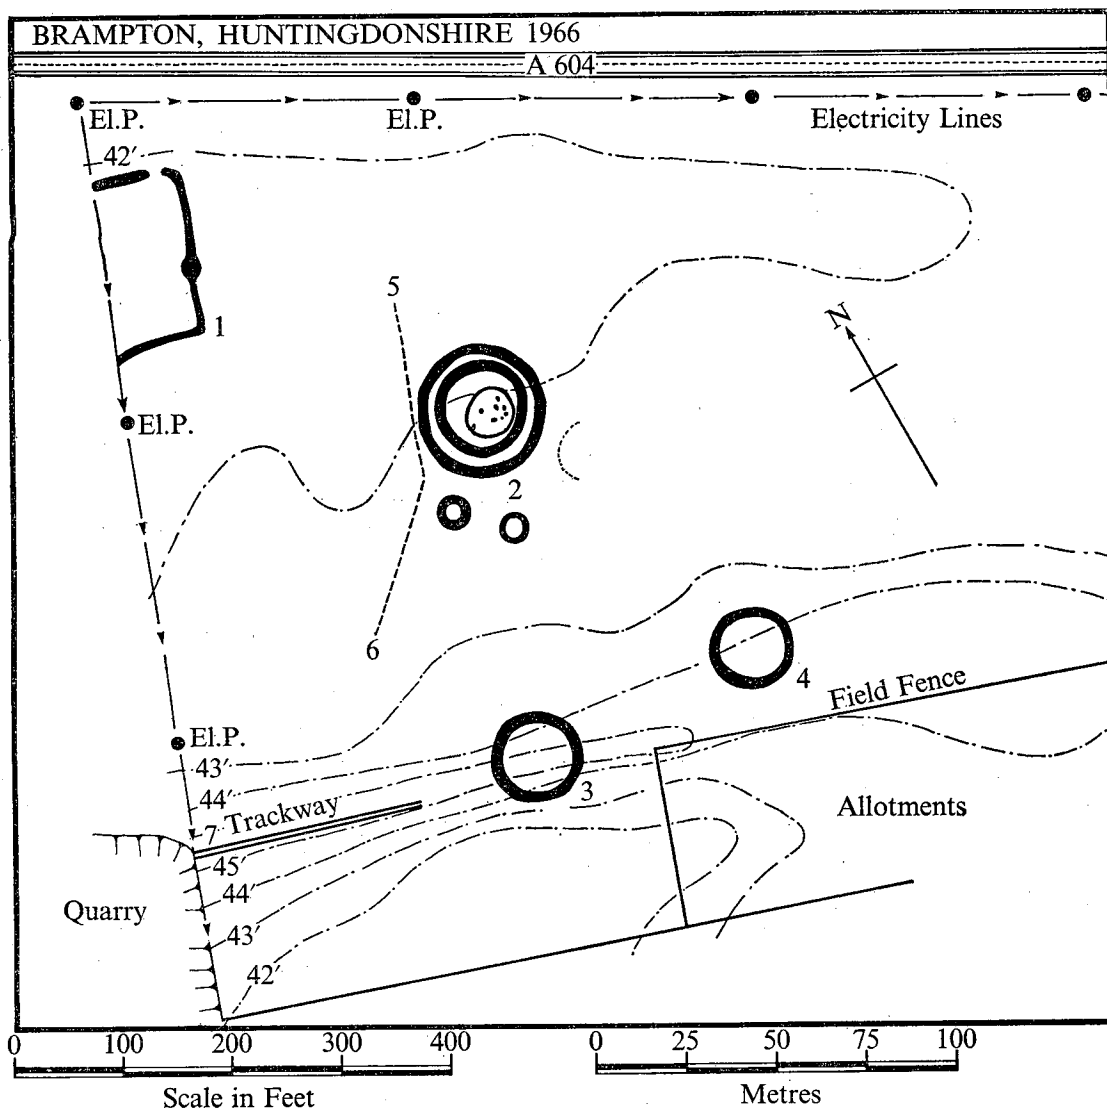 BRAMPTON, HUNTINGDONSHIRE 1966
A 604
El.P.
El.P.
Electricity Lines
42'
5
N
1
El.P.
2
6
4
Field Fence
El.P.
43'
44'
3
7 Trackway
Allotments
45'
44'
Quarry
43'
42'
0 100 200 300 400
Scale in Feet
0 25 50 75 100
Metres